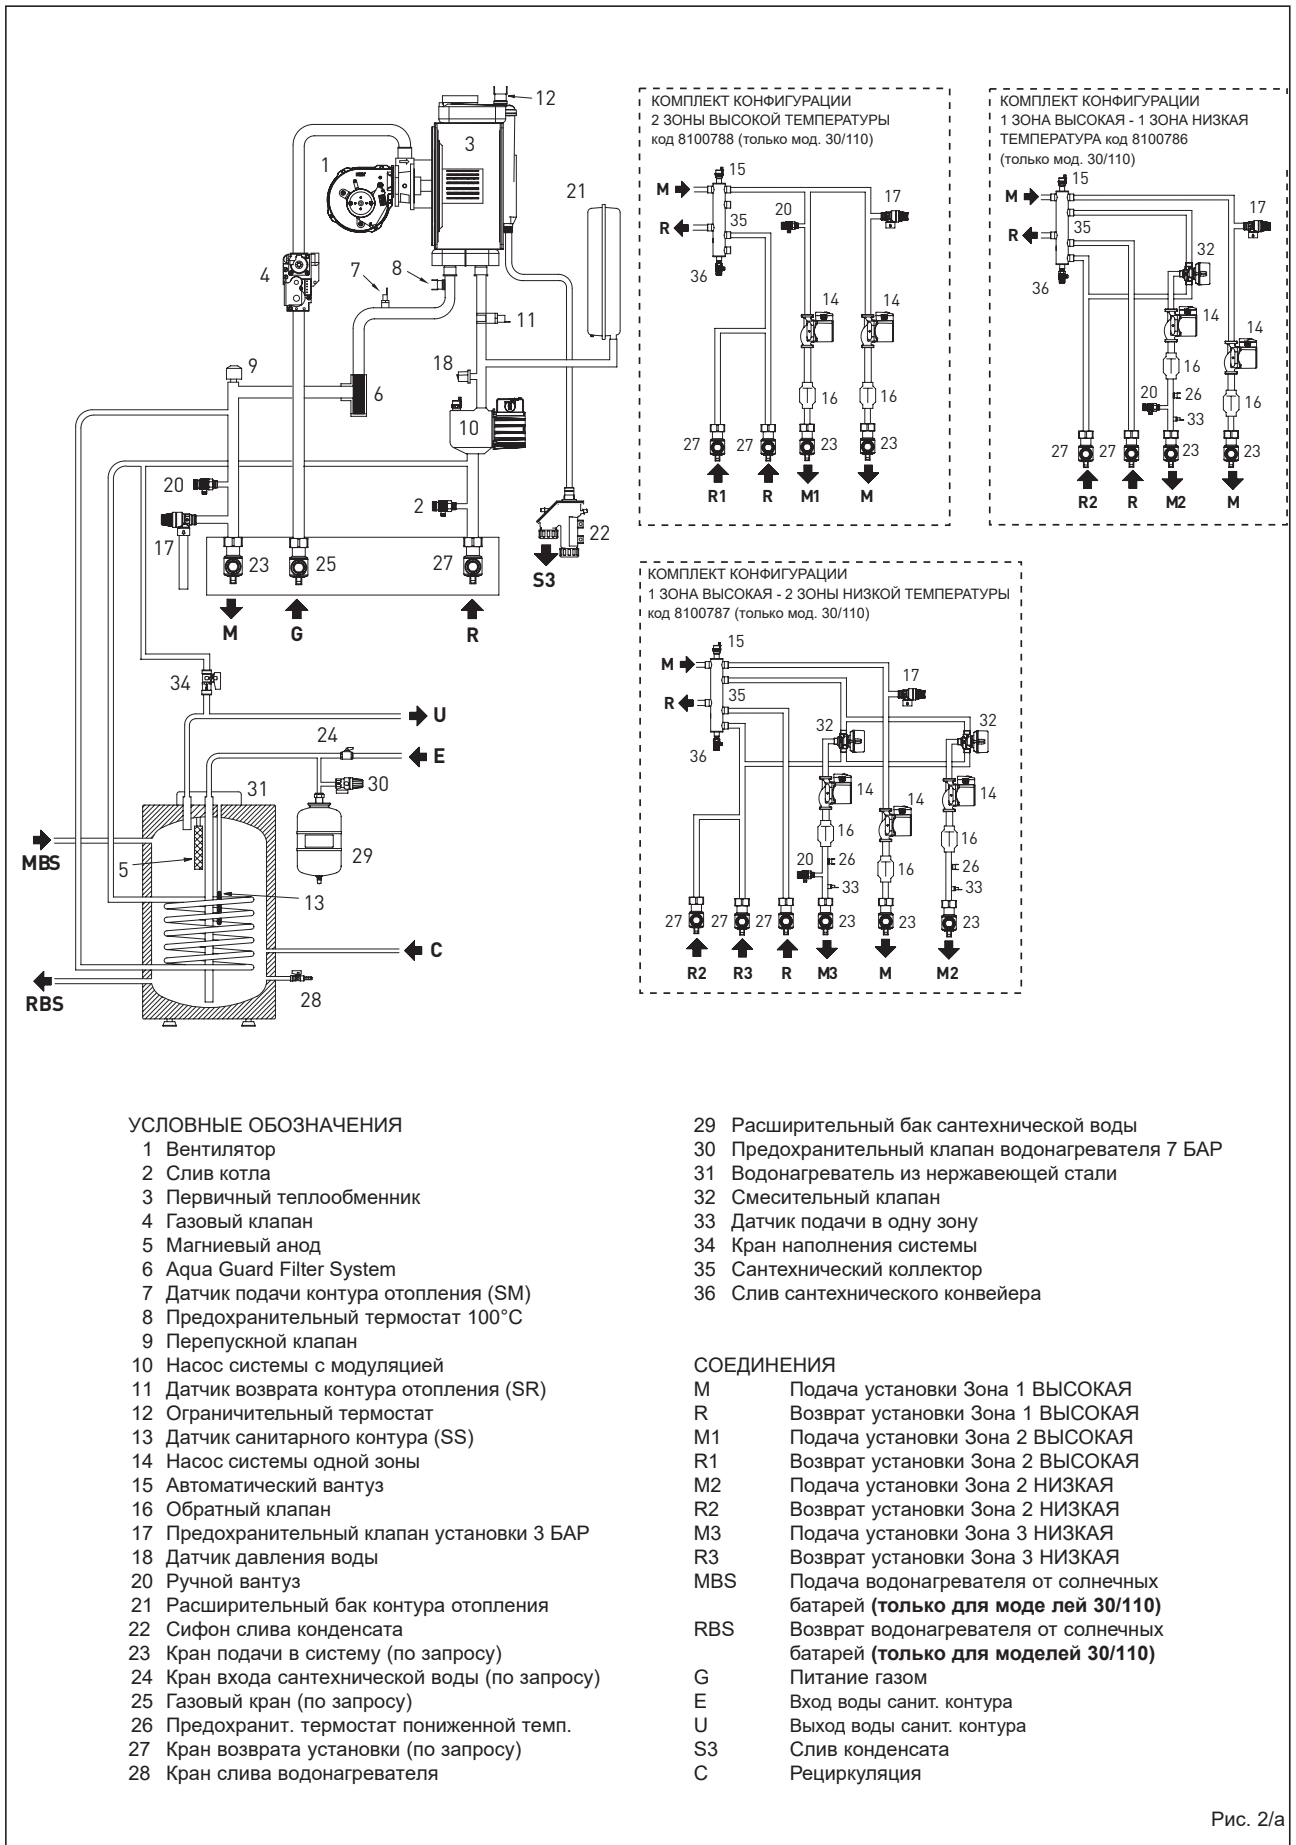 12
3
1
21
7
8
4
11
9
18
6
10
20
2
17
22
23
25
27
S3
M
G
R
34
U
24
E
30
31
MBS
29
5
13
C
RBS
28
КОМПЛЕКТ КОНФИГУРАЦИИ
2 ЗОНЫ ВЫСОКОЙ ТЕМПЕРАТУРЫ
код 8100788 (только мод. 30/110)
15
M
17
20
R
35
36
14
14
16
16
27
27
23
23
R1
R
M1
M
КОМПЛЕКТ КОНФИГУРАЦИИ
1 ЗОНА ВЫСОКАЯ - 1 ЗОНА НИЗКАЯ
ТЕМПЕРАТУРА код 8100786
(только мод. 30/110)
15
M
17
35
R
32
36
14
14
16
20
26
16
33
27
27
23
23
R2
R
M2
M
КОМПЛЕКТ КОНФИГУРАЦИИ
1 ЗОНА ВЫСОКАЯ - 2 ЗОНЫ НИЗКОЙ ТЕМПЕРАТУРЫ
код 8100787 (только мод. 30/110)
15
M
17
R
35
32
32
36
14
14
14
16
16
20
26
16
26
33
33
27
27
27
23
23
23
R2
R3
R
M3
M
M2
УСЛОВНЫЕ ОБОЗНАЧЕНИЯ
1 Вентилятор
2 Слив котла
3 Первичный теплообменник
4 Газовый клапан
5 Магниевый анод
6 Aqua Guard Filter System
7 Датчик подачи контура отопления (SM)
8 Предохранительный термостат 100°C
9 Перепускной клапан
10 Насос системы с модуляцией
11 Датчик возврата контура отопления (SR)
12 Ограничительный термостат
13 Датчик санитарного контура (SS)
14 Насос системы одной зоны
15 Автоматический вантуз
16 Обратный клапан
17 Предохранительный клапан установки 3 БАР
18 Датчик давления воды
20 Ручной вантуз
21 Расширительный бак контура отопления
22 Сифон слива конденсата
23 Кран подачи в систему (по запросу)
24 Кран входа сантехнической воды (по запросу)
25 Газовый кран (по запросу)
26 Предохранит. термостат пониженной темп.
27 Кран возврата установки (по запросу)
28 Кран слива водонагревателя
29 Расширительный бак сантехнической воды
30 Предохранительный клапан водонагревателя 7 БАР
31 Водонагреватель из нержавеющей стали
32 Смесительный клапан
33 Датчик подачи в одну зону
34 Кран наполнения системы
35 Сантехнический коллектор
36 Слив сантехнического конвейера
СОЕДИНЕНИЯ
M Подача установки Зона 1 ВЫСОКАЯ
R Возврат установки Зона 1 ВЫСОКАЯ
M1 Подача установки Зона 2 ВЫСОКАЯ
R1 Возврат установки Зона 2 ВЫСОКАЯ
M2 Подача установки Зона 2 НИЗКАЯ
R2 Возврат установки Зона 2 НИЗКАЯ
M3 Подача установки Зона 3 НИЗКАЯ
R3 Возврат установки Зона 3 НИЗКАЯ
MBS Подача водонагревателя от солнечных
батарей (только для моде лей 30/110)
RBS Возврат водонагревателя от солнечных
батарей (только для моделей 30/110)
G Питание газом
E Вход воды санит. контура
U Выход воды санит. контура
S3 Слив конденсата
C Рециркуляция
Рис. 2/a